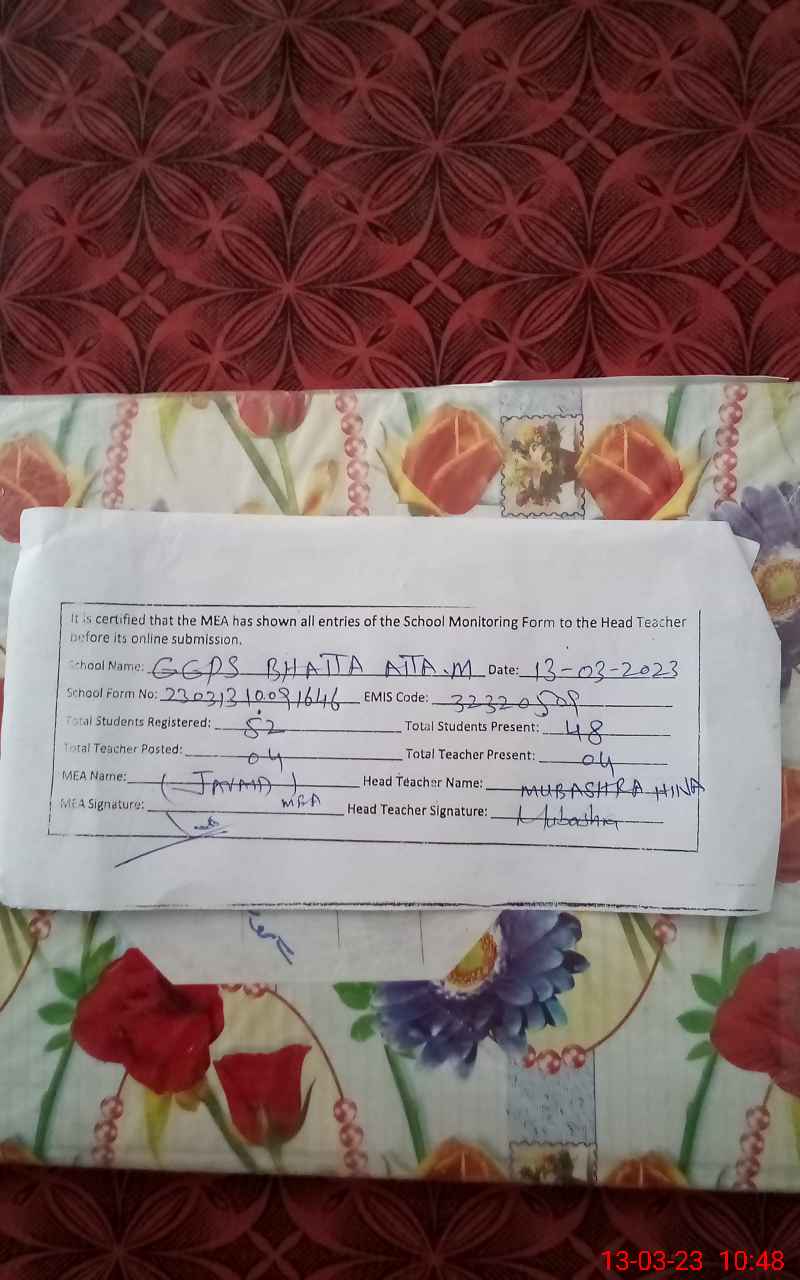 It is certified that the MEA has shown all entries of the School Monitoring Form to the Head Teacher
before its online submission.
School Name: GGPS BHATTA ATTA.M Date: 13-03-2023
School Form No: 23031310091646 EMIS Code: 32320509
Total Students Registered: 52 Total Students Present: 48
Total Teacher Posted: 04 Total Teacher Present: 04
MEA Name: (JAVAID) MEA Head Teacher Name: MUBASHRA HINA
MEA Signature: Head Teacher Signature: Mubashra
13-03-23 10:48